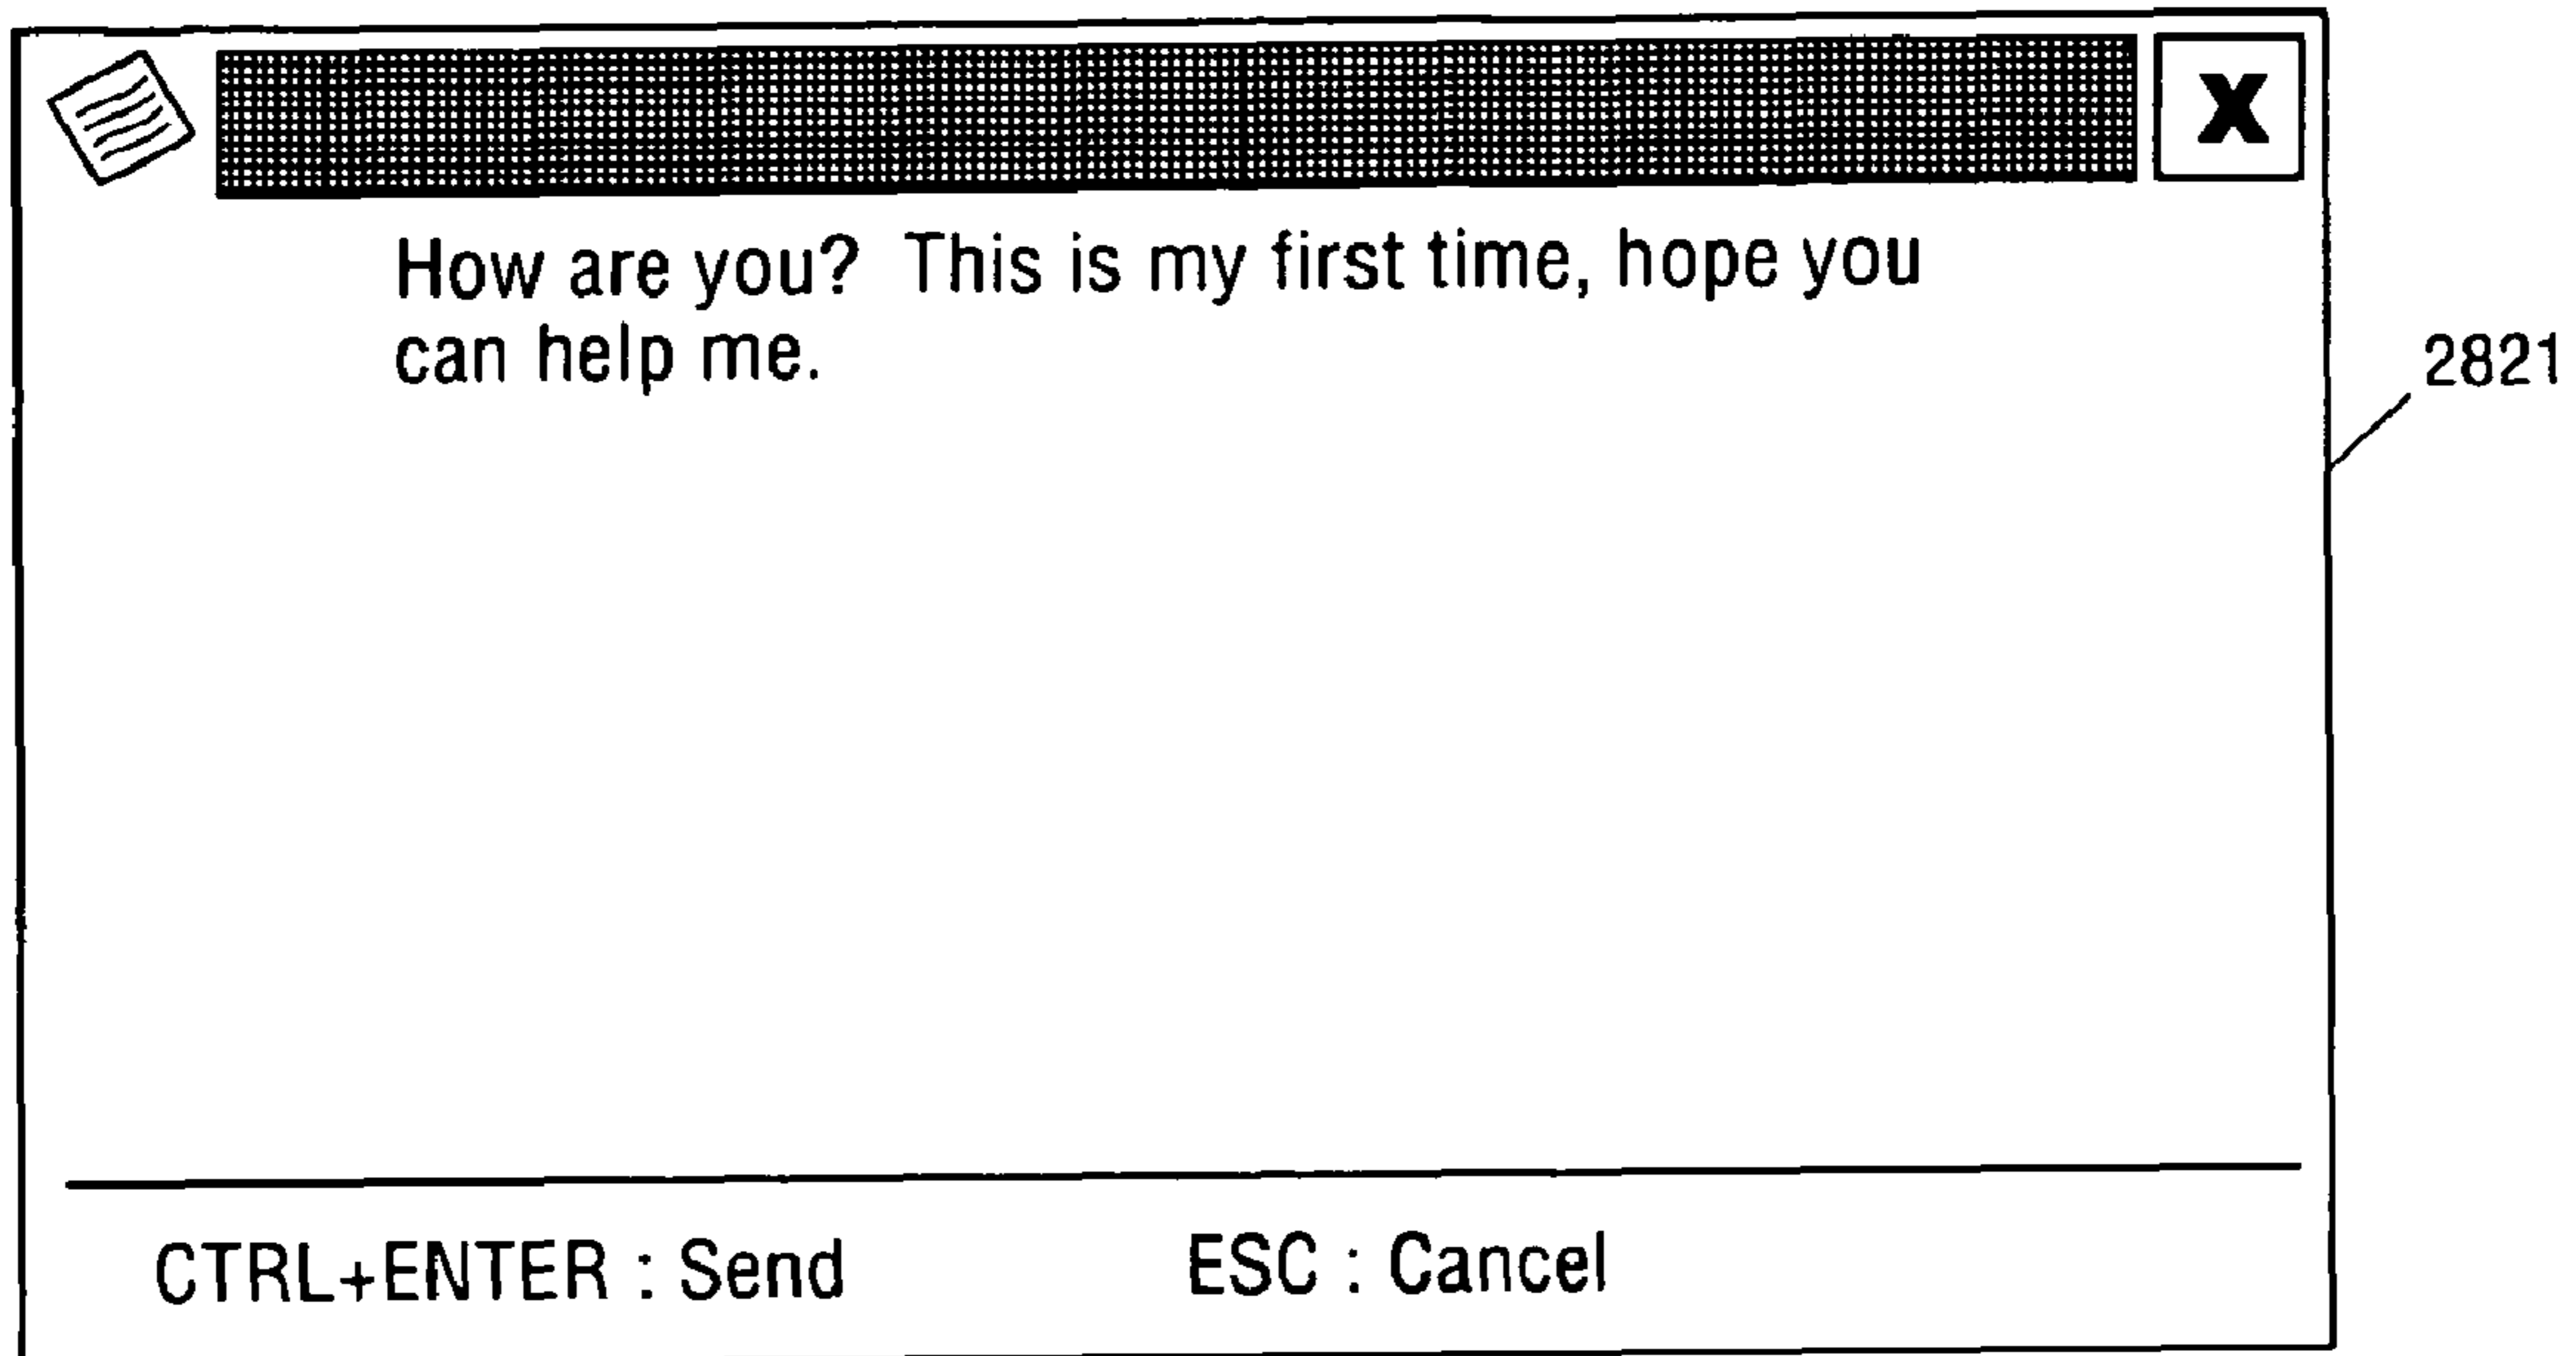 X
How are you? This is my first time, hope you
can help me.
2821
CTRL+ENTER : Send ESC : Cancel